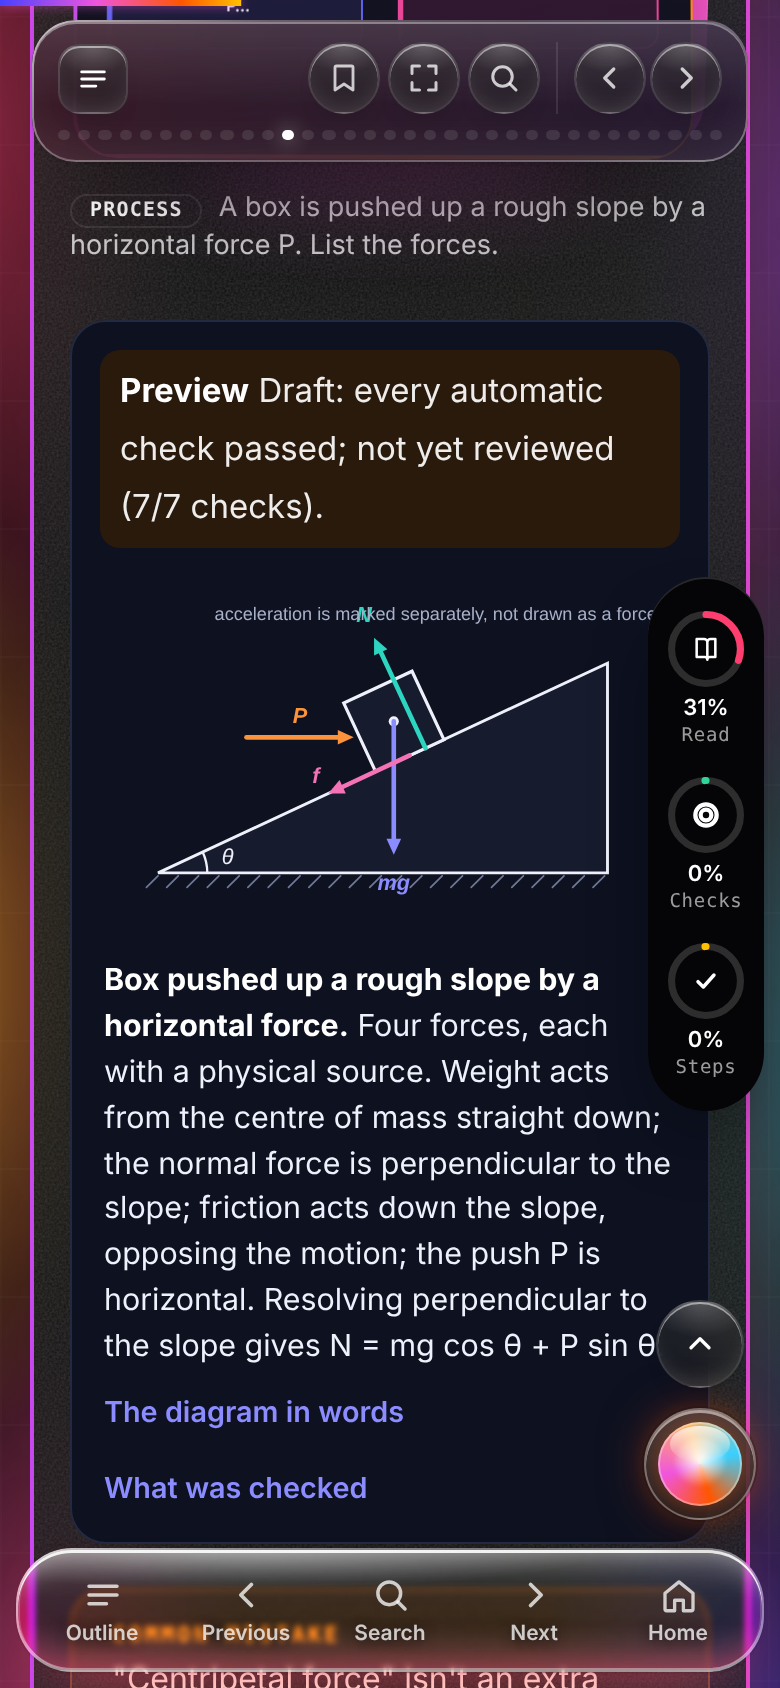 P...
PROCESS A box is pushed up a rough slope by a
horizontal force P. List the forces.
Preview Draft: every automatic
check passed; not yet reviewed
(7/7 checks).
acceleration is marked separately, not drawn as a force
N
P
f
θ
mg
31%
Read
0%
Checks
0%
Steps
Box pushed up a rough slope by a
horizontal force. Four forces, each
with a physical source. Weight acts
from the centre of mass straight down;
the normal force is perpendicular to the
slope; friction acts down the slope,
opposing the motion; the push P is
horizontal. Resolving perpendicular to
the slope gives N = mg cos θ + P sin θ
The diagram in words
What was checked
COMMON MISTAKE
Outline Previous Search Next Home
"Centripetal force" isn't an extra